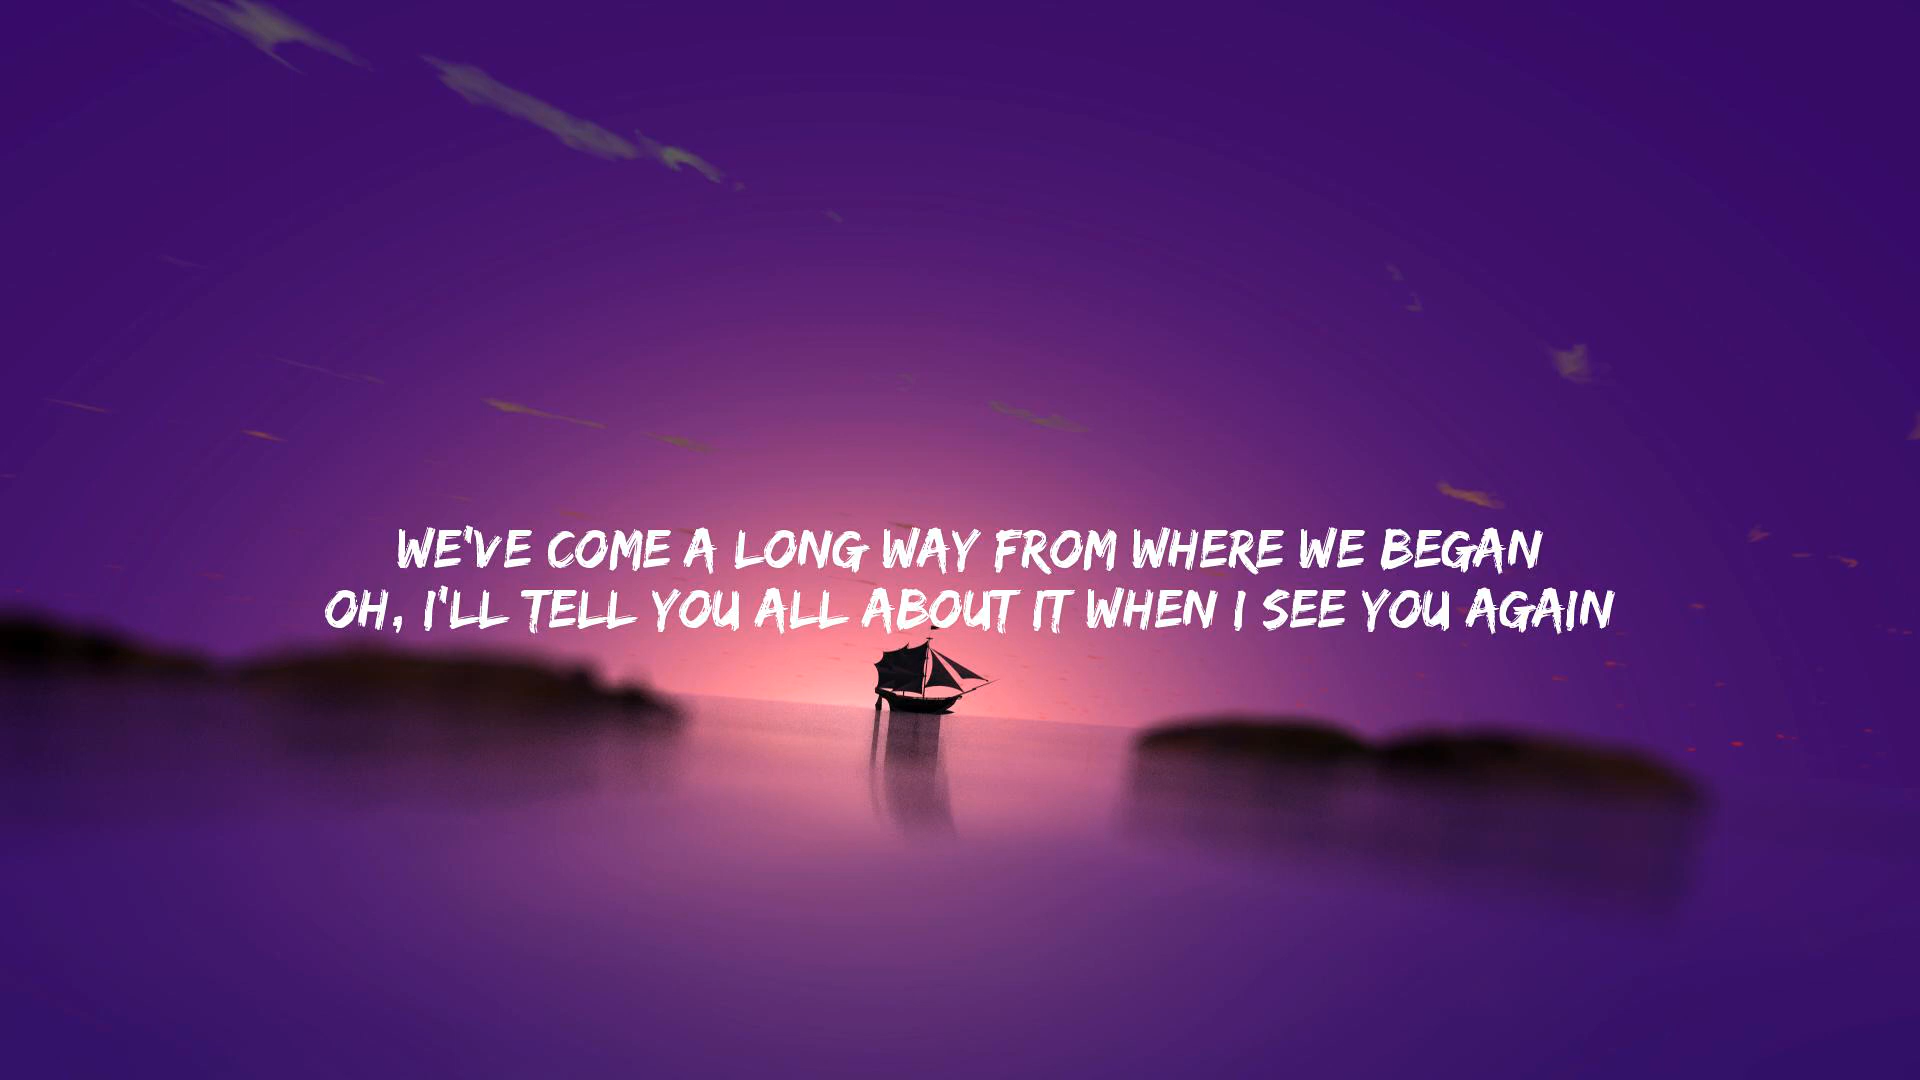 WE'VE COME A LONG WAY FROM WHERE WE BEGAN
OH, I'LL TELL YOU ALL ABOUT IT WHEN I SEE YOU AGAIN